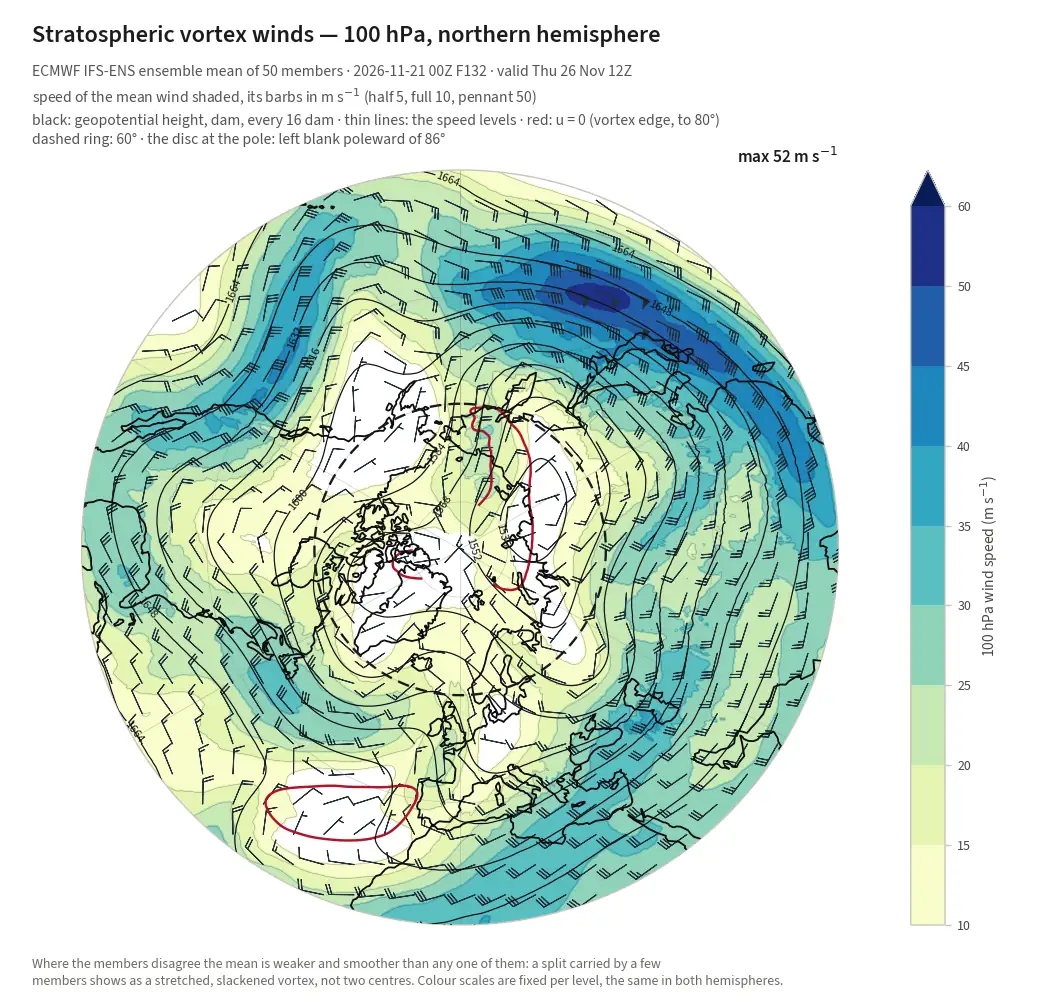 Stratospheric vortex winds — 100 hPa, northern hemisphere
ECMWF IFS-ENS ensemble mean of 50 members · 2026-11-21 00Z F132 · valid Thu 26 Nov 12Z
speed of the mean wind shaded, its barbs in m s⁻¹ (half 5, full 10, pennant 50)
black: geopotential height, dam, every 16 dam · thin lines: the speed levels · red: u = 0 (vortex edge, to 80°)
dashed ring: 60° · the disc at the pole: left blank poleward of 86°
max 52 m s⁻¹
1664
1664
1664
1648
1616
1600
1552
1664
60
50
45
40
35
30
25
20
15
10
100 hPa wind speed (m s⁻¹)
Where the members disagree the mean is weaker and smoother than any one of them: a split carried by a few
members shows as a stretched, slackened vortex, not two centres. Colour scales are fixed per level, the same in both hemispheres.